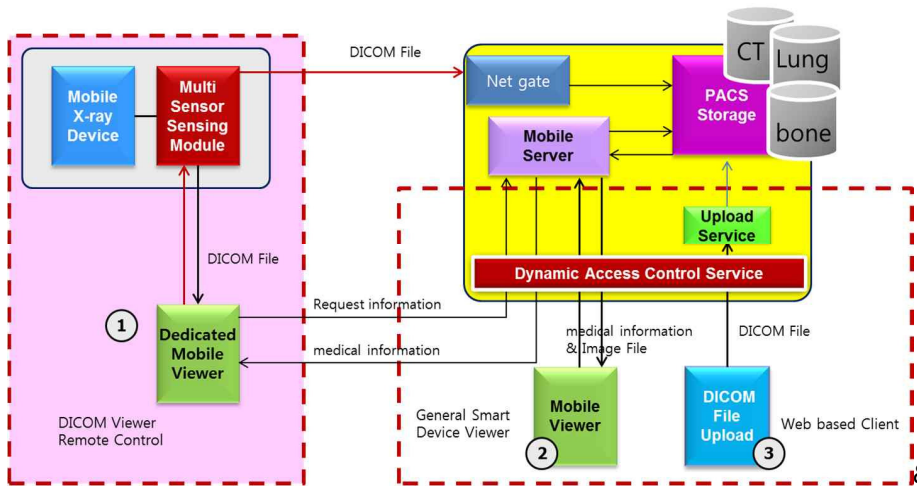 DICOM File
CT
Lung
bone
Mobile
X-ray
Device
Multi
Sensor
Sensing
Module
Net gate
PACS
Storage
Mobile
Server
Upload
Service
DICOM File
Dynamic Access Control Service
1
Request information
Dedicated
Mobile
Viewer
medical information
medical information
& Image File
DICOM File
DICOM Viewer
Remote Control
General Smart
Device Viewer
Mobile
Viewer
2
DICOM
File
Upload
3
Web based Client